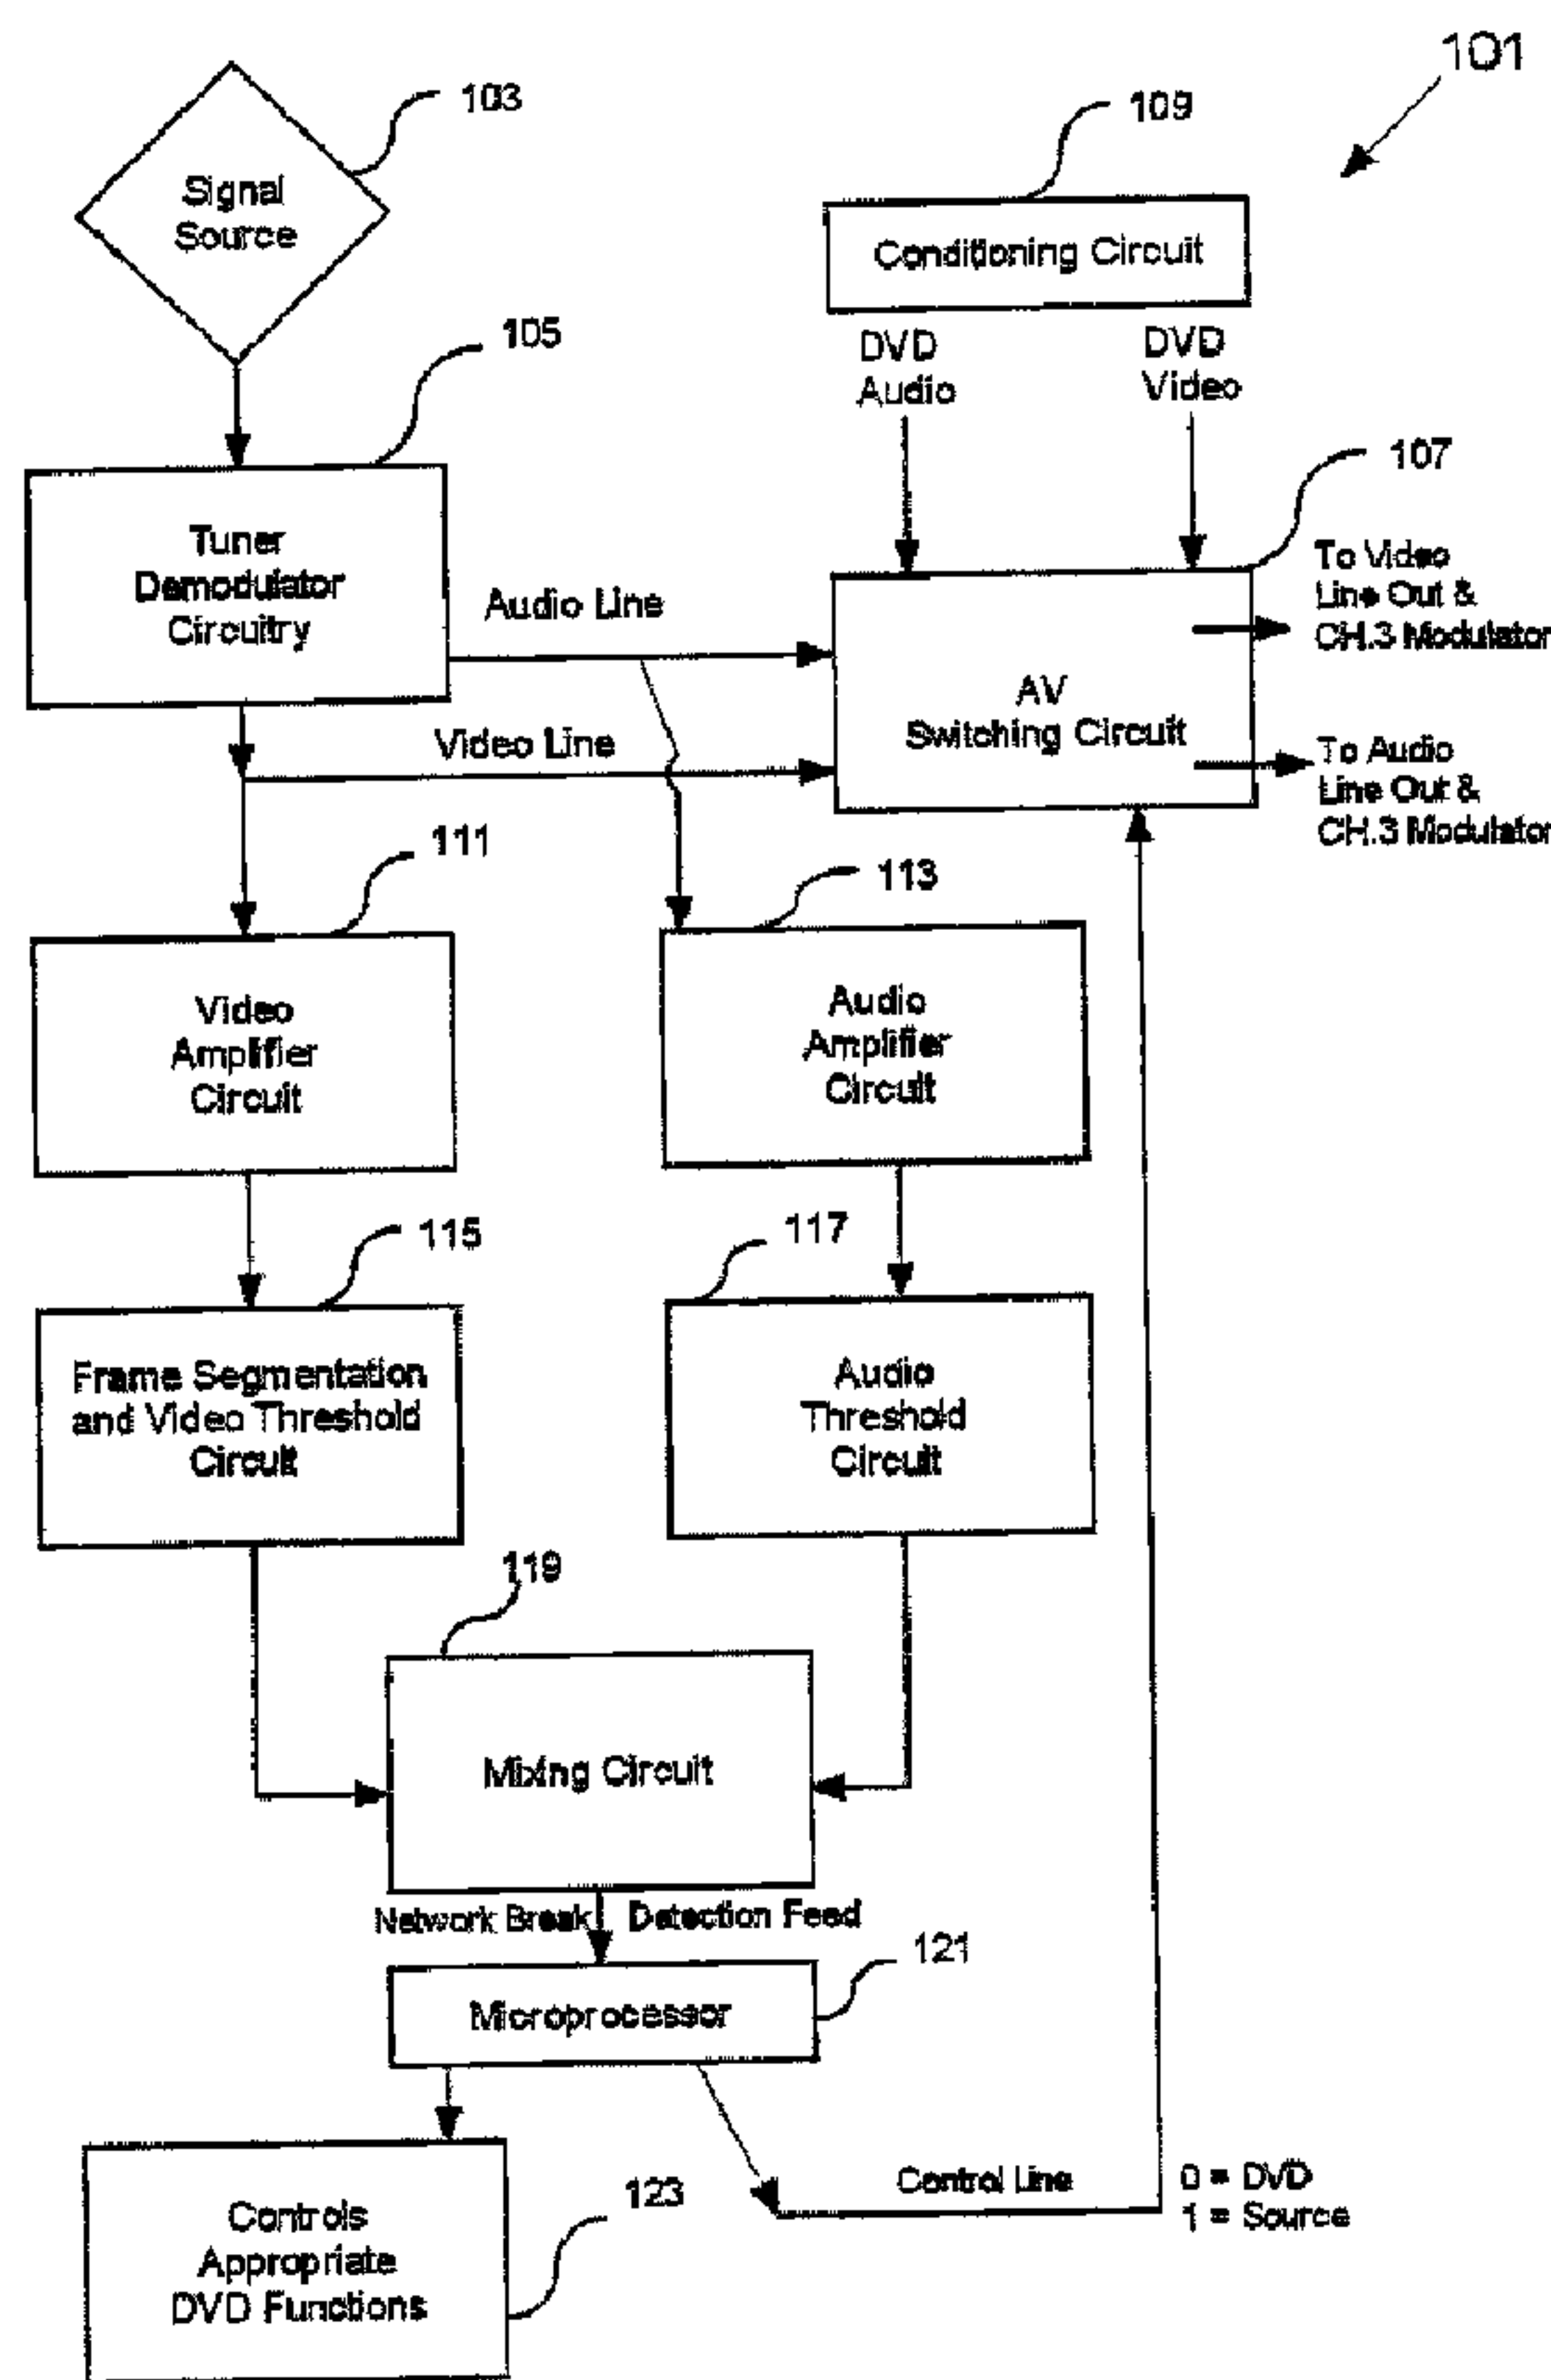 101
103
Signal
Source
109
Conditioning Circuit
DVD
Audio
DVD
Video
105
Tuner
Demodulator
Circuitry
107
Audio Line
Video Line
AV
Switching Circuit
To Video
Line Out &
CH.3 Modulator
To Audio
Line Out &
CH.3 Modulator
111
Video
Amplifier
Circuit
113
Audio
Amplifier
Circuit
115
Frame Segmentation
and Video Threshold
Circuit
117
Audio
Threshold
Circuit
119
Mixing Circuit
Network Break Detection Feed
121
Microprocessor
Control Line
0 = DVD
1 = Source
123
Controls
Appropriate
DVD Functions